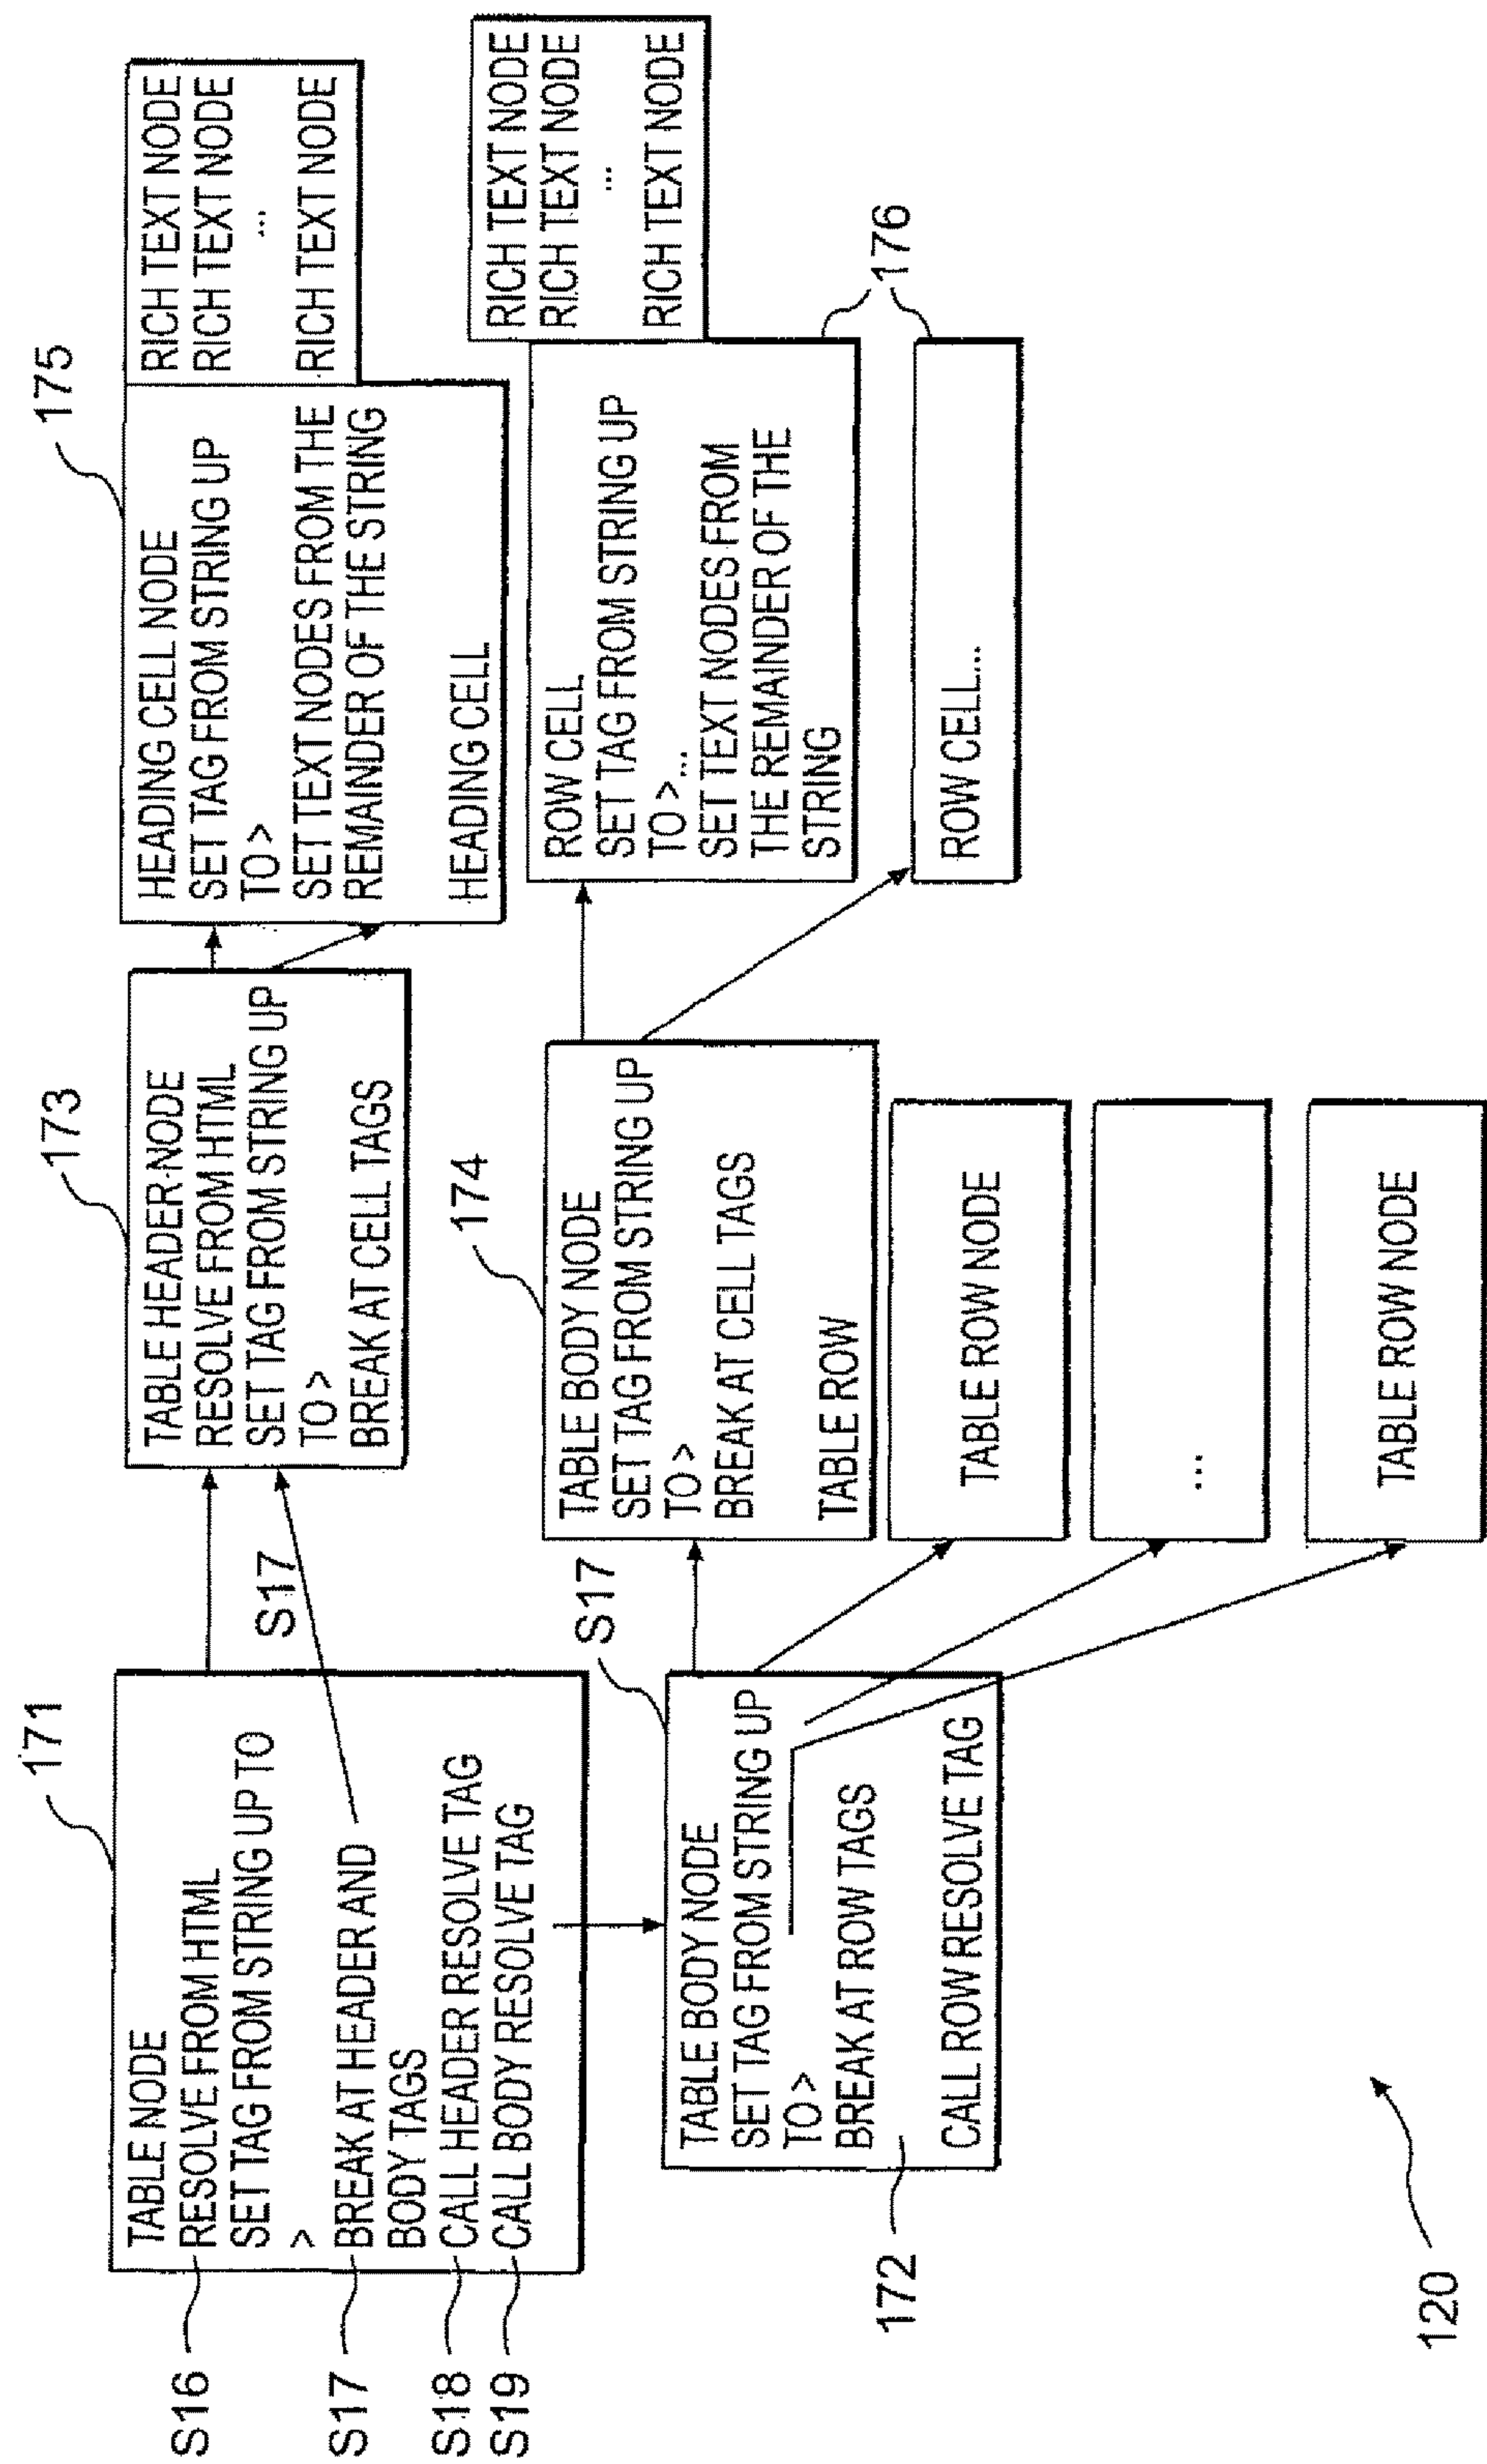 171
TABLE NODE
S16
RESOLVE FROM HTML
SET TAG FROM STRING UP TO
>
S17
BREAK AT HEADER AND
BODY TAGS
S18
CALL HEADER RESOLVE TAG
S19
CALL BODY RESOLVE TAG
S17
173
TABLE HEADER NODE
RESOLVE FROM HTML
SET TAG FROM STRING UP
TO >
BREAK AT CELL TAGS
175
HEADING CELL NODE
SET TAG FROM STRING UP
TO >
SET TEXT NODES FROM THE
REMAINDER OF THE STRING
HEADING CELL
RICH TEXT NODE
RICH TEXT NODE
...
RICH TEXT NODE
S17
TABLE BODY NODE
SET TAG FROM STRING UP
TO >
BREAK AT ROW TAGS
CALL ROW RESOLVE TAG
172
174
TABLE BODY NODE
SET TAG FROM STRING UP
TO >
BREAK AT CELL TAGS
TABLE ROW
TABLE ROW NODE
...
TABLE ROW NODE
ROW CELL
SET TAG FROM STRING UP
TO >...
SET TEXT NODES FROM
THE REMAINDER OF THE
STRING
RICH TEXT NODE
RICH TEXT NODE
...
RICH TEXT NODE
176
ROW CELL...
120